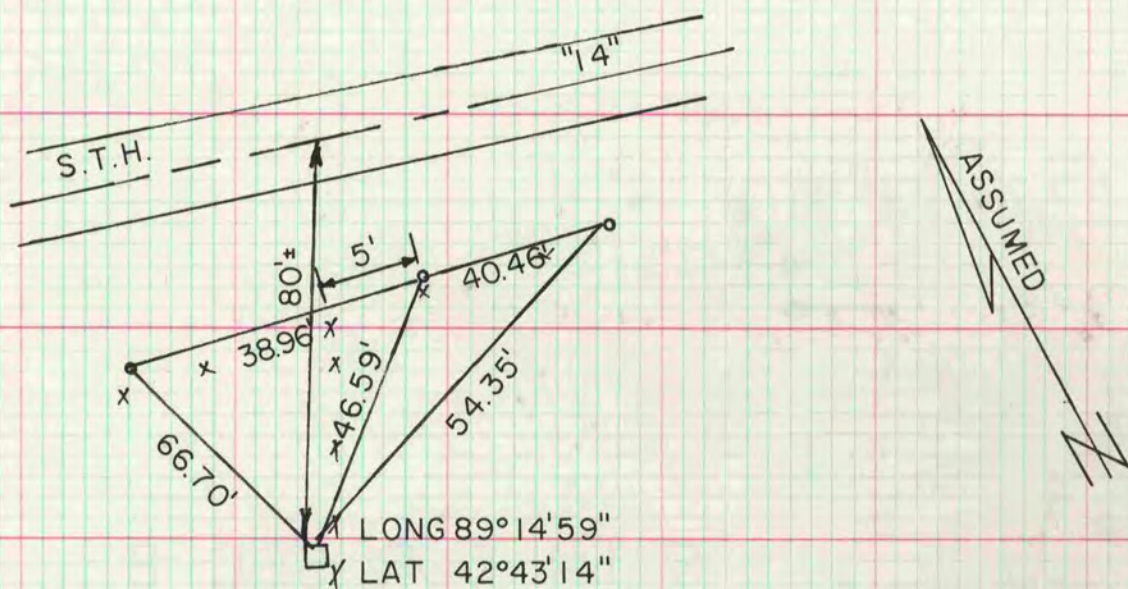 "14"
S.T.H.
ASSUMED
5'
80'±
40.46'
38.96'
46.59'
54.35'
66.70'
N
LONG 89°14'59"
LAT 42°43'14"